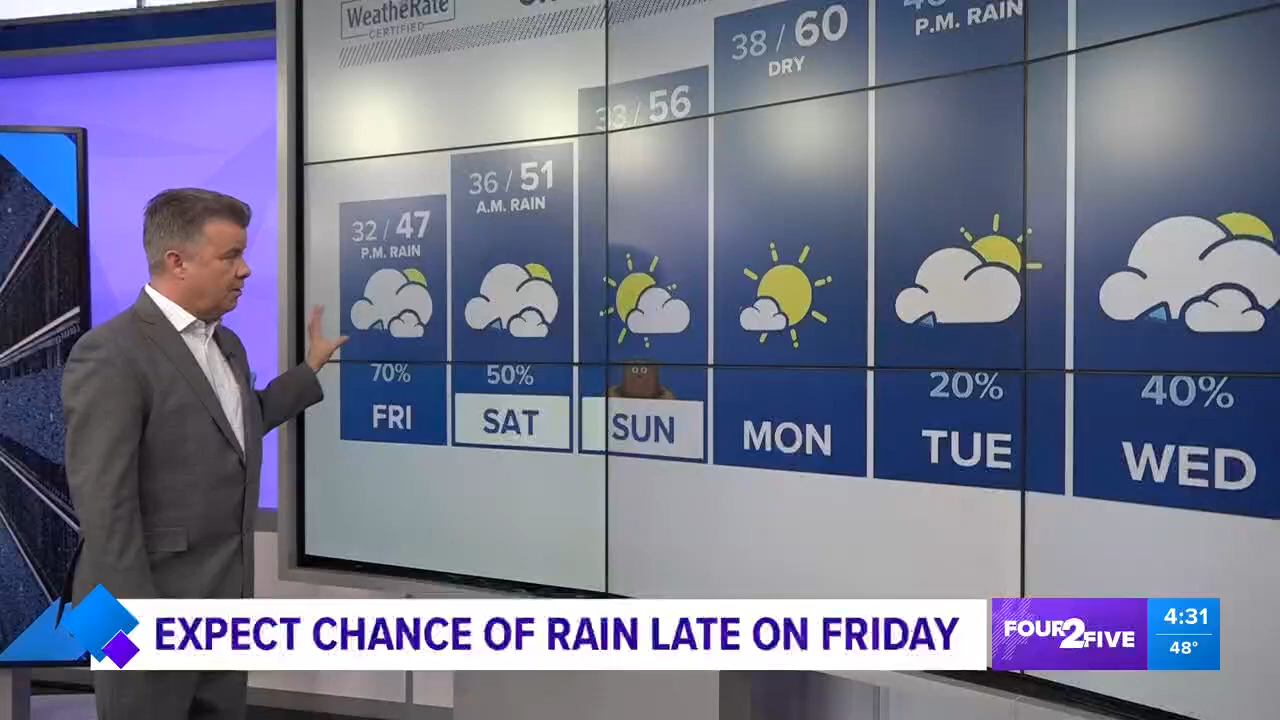 WeatheRate
CERTIFIED
32 / 47
P.M. RAIN
70%
FRI
36 / 51
A.M. RAIN
50%
SAT
33 / 56
SUN
38 / 60
DRY
MON
P.M. RAIN
20%
TUE
40%
WED
EXPECT CHANCE OF RAIN LATE ON FRIDAY
FOUR2FIVE
4:31
48°